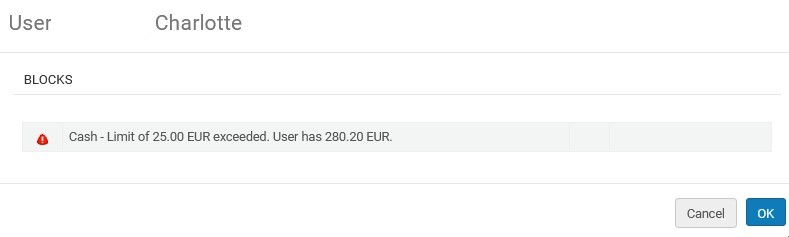 User Charlotte
BLOCKS
Cash - Limit of 25.00 EUR exceeded. User has 280.20 EUR.
Cancel OK